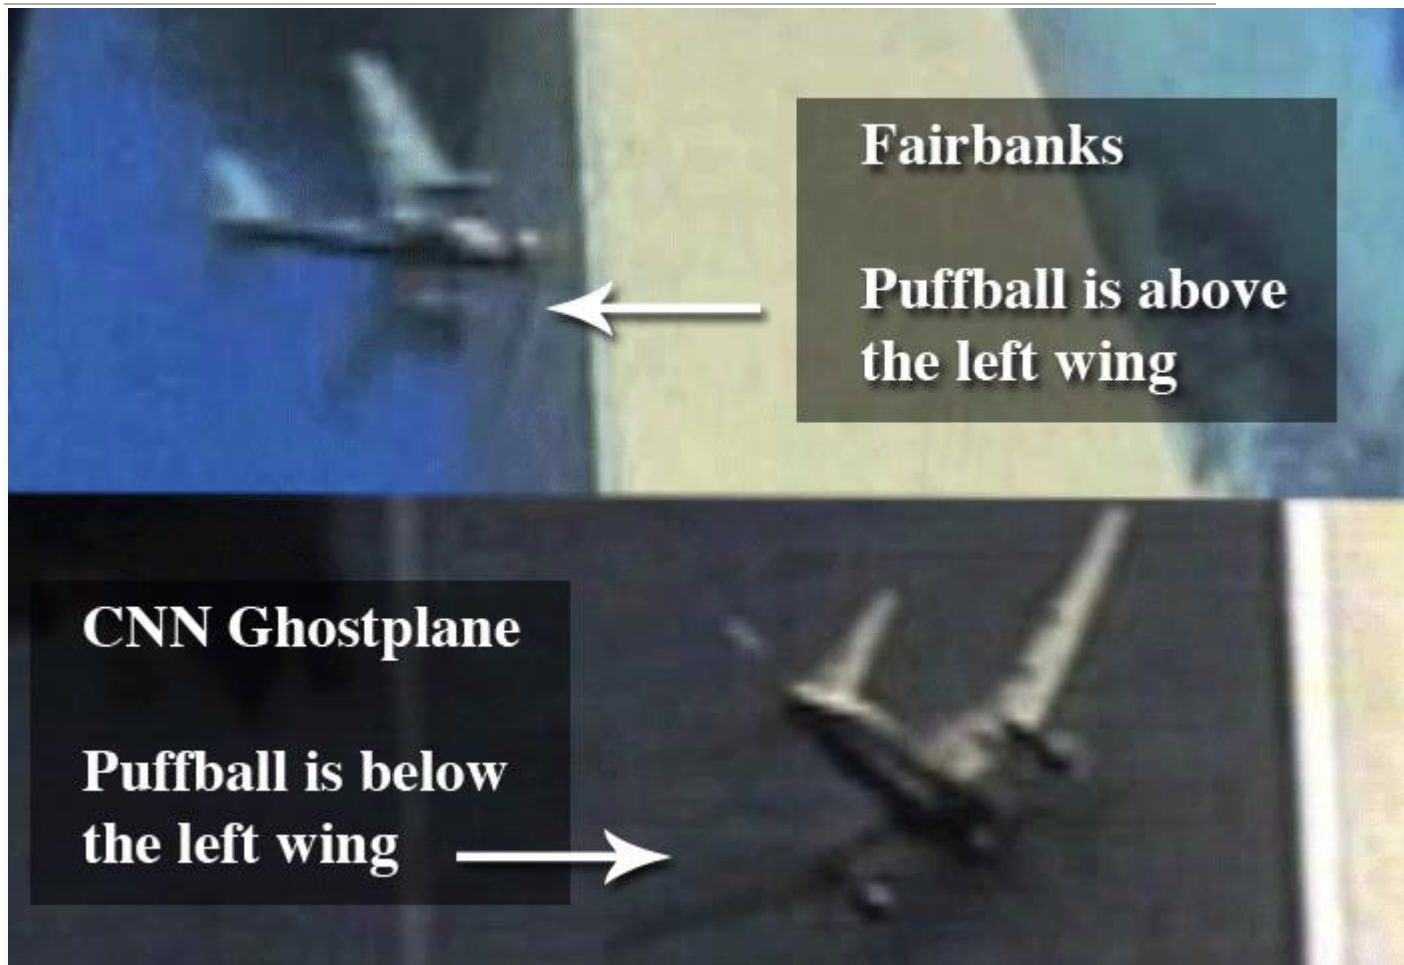 Fairbanks
Puffball is above
the left wing
CNN Ghostplane
Puffball is below
the left wing